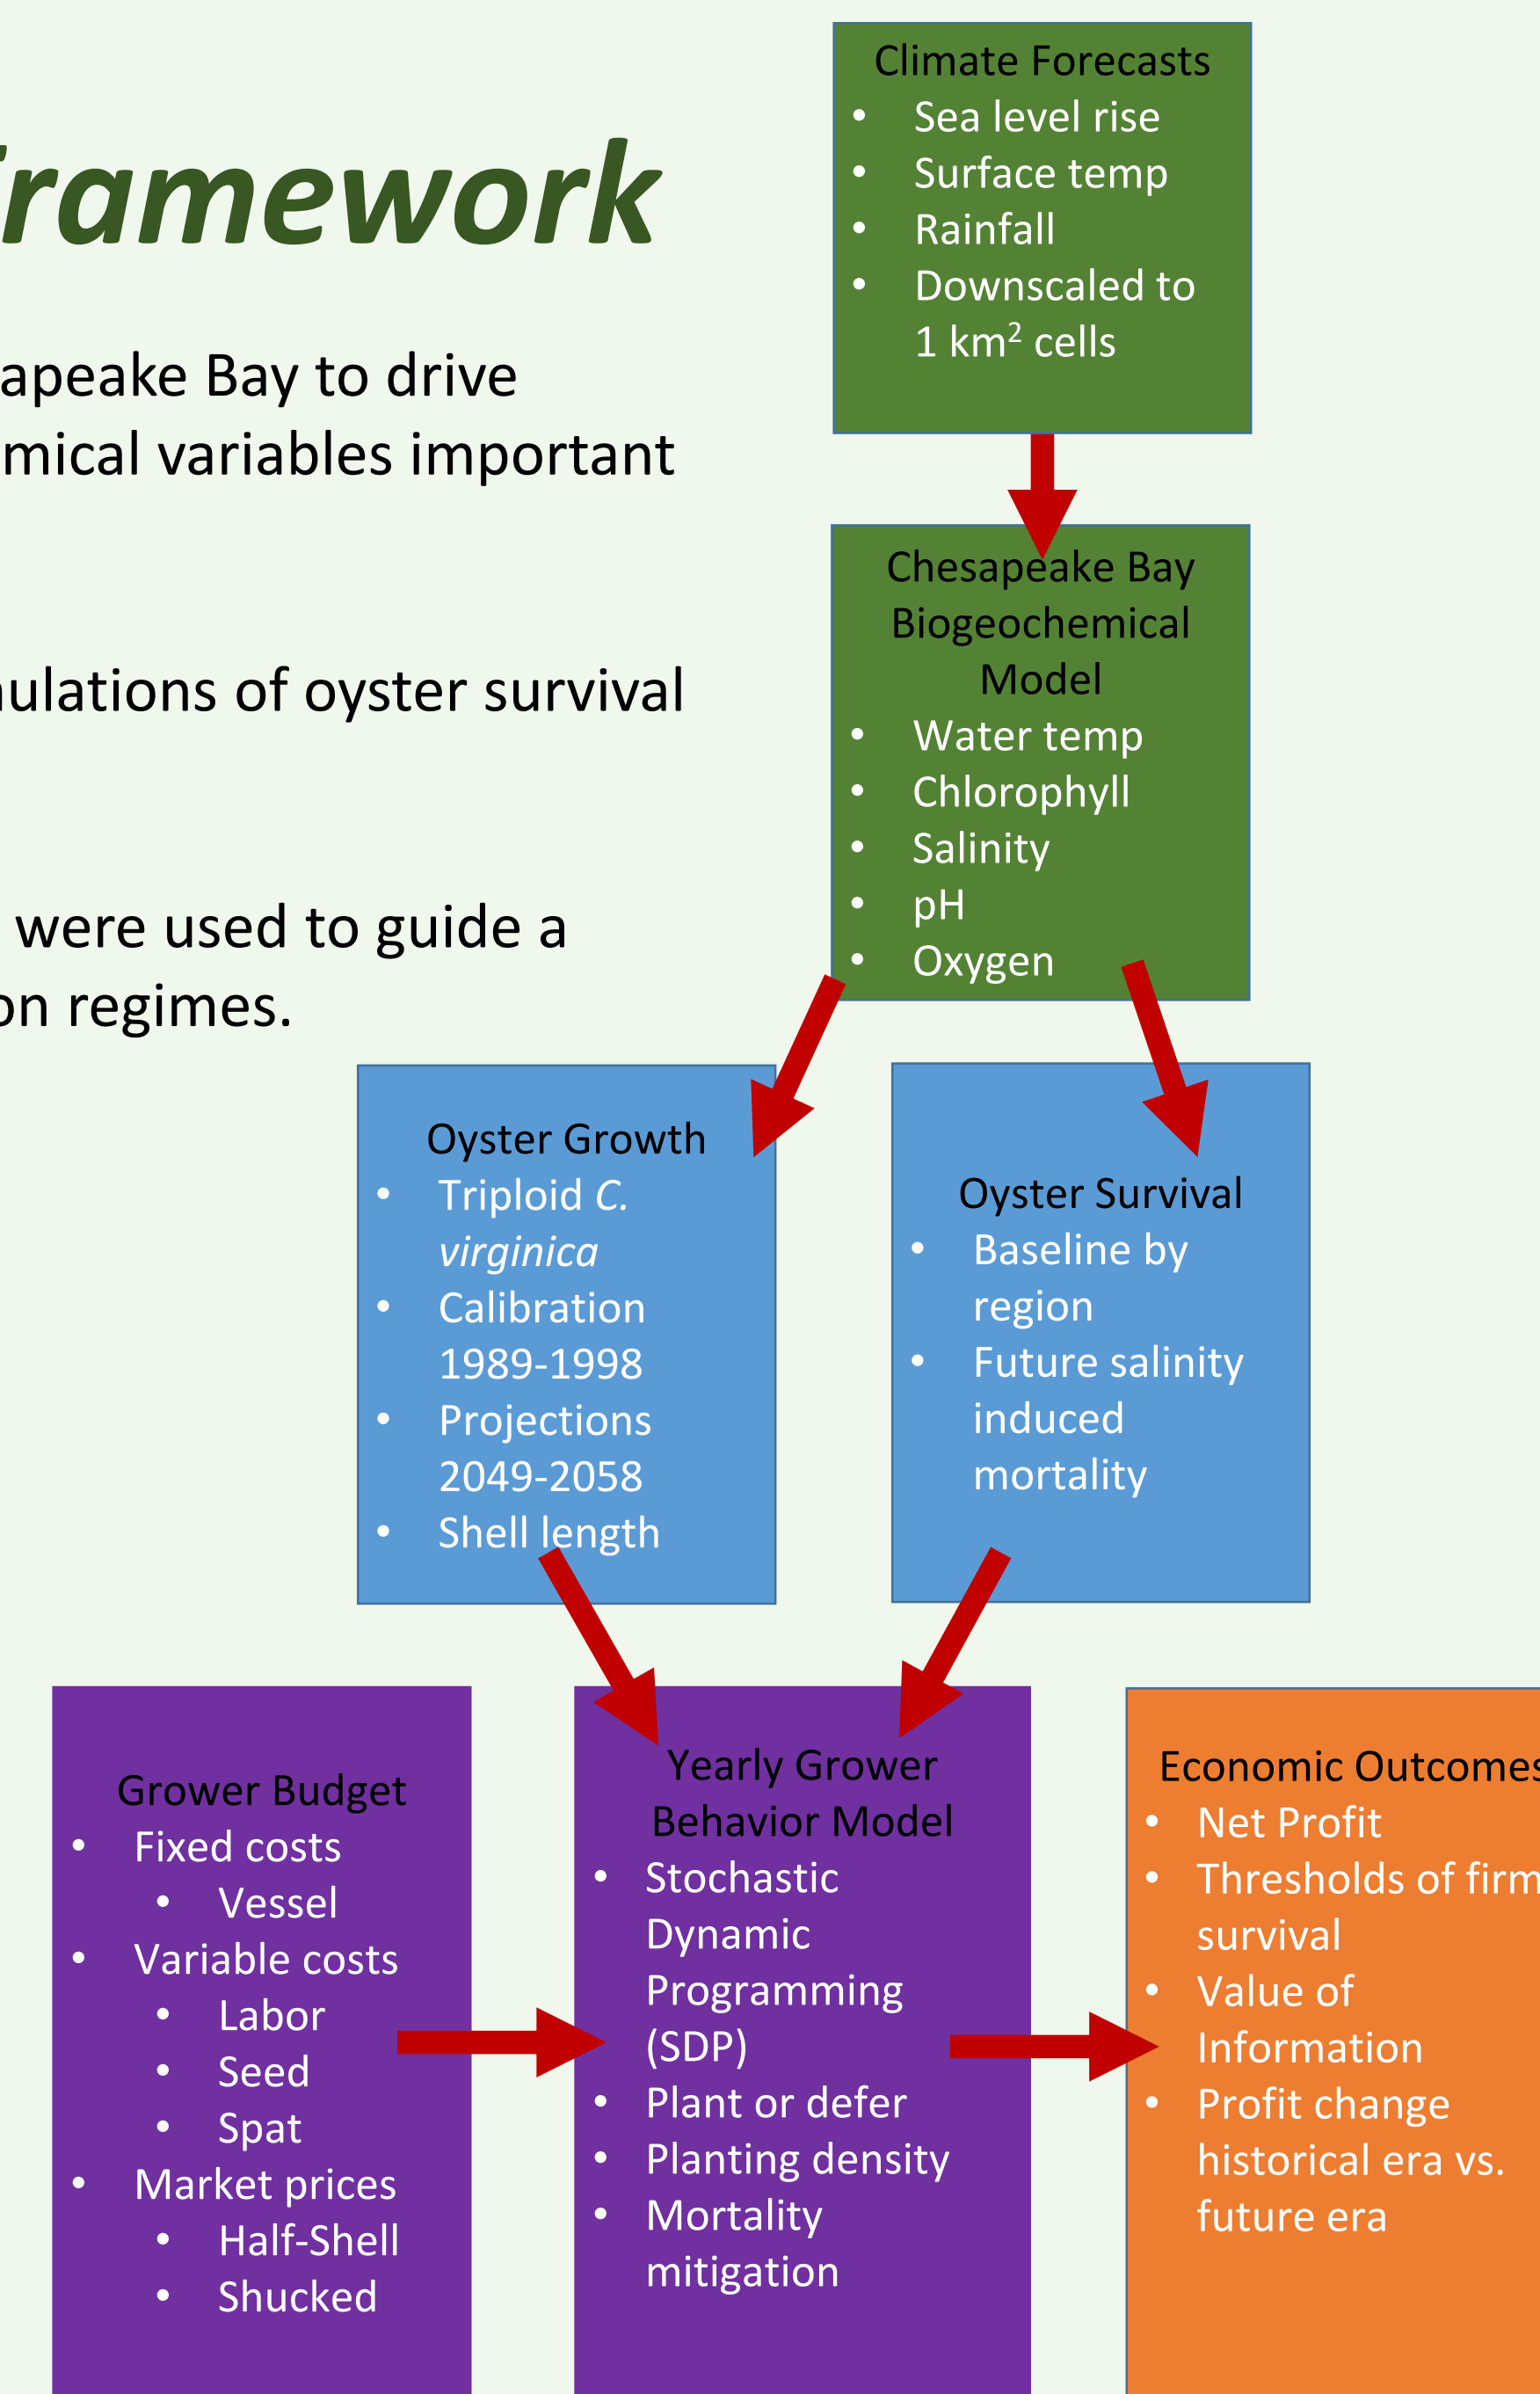 ramework
apeake Bay to drive
mical variables important
ulations of oyster survival
were used to guide a
on regimes.
Climate Forecasts
• Sea level rise
• Surface temp
• Rainfall
• Downscaled to
1 km² cells
Chesapeake Bay
Biogeochemical
Model
• Water temp
• Chlorophyll
• Salinity
• pH
• Oxygen
Oyster Growth
• Triploid C.
virginica
• Calibration
1989-1998
• Projections
2049-2058
• Shell length
Oyster Survival
• Baseline by
region
• Future salinity
induced
mortality
Grower Budget
• Fixed costs
• Vessel
• Variable costs
• Labor
• Seed
• Spat
• Market prices
• Half-Shell
• Shucked
Yearly Grower
Behavior Model
• Stochastic
Dynamic
Programming
(SDP)
• Plant or defer
• Planting density
• Mortality
mitigation
Economic Outcomes
• Net Profit
• Thresholds of firm
survival
• Value of
Information
• Profit change
historical era vs.
future era